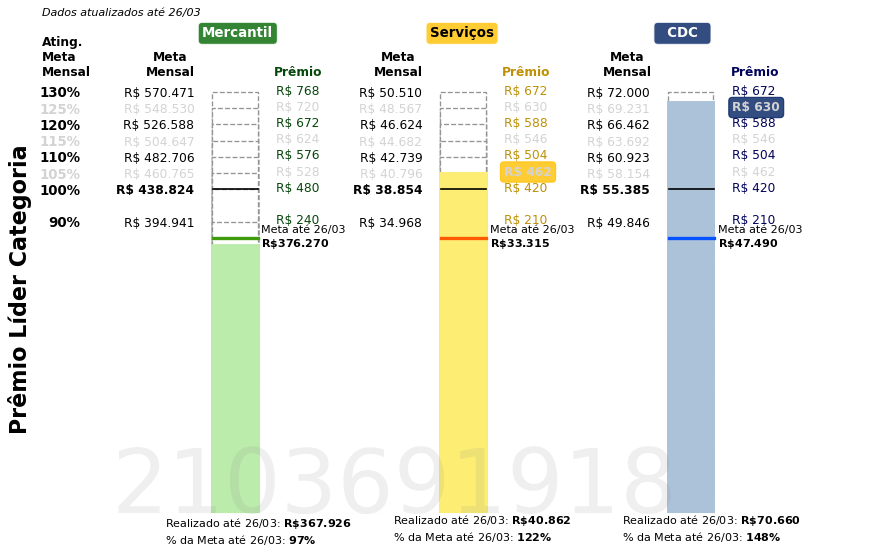 Dados atualizados até 26/03
Mercantil Serviços CDC
Ating. Meta Mensal Meta Mensal Prêmio Meta Mensal Prêmio Meta Mensal Prêmio
130% R$ 570.471 R$ 768 R$ 50.510 R$ 672 R$ 72.000 R$ 672
125% R$ 548.530 R$ 720 R$ 48.567 R$ 630 R$ 69.231 R$ 630
120% R$ 526.588 R$ 672 R$ 46.624 R$ 588 R$ 66.462 R$ 588
115% R$ 504.647 R$ 624 R$ 44.682 R$ 546 R$ 63.692 R$ 546
110% R$ 482.706 R$ 576 R$ 42.739 R$ 504 R$ 60.923 R$ 504
105% R$ 460.765 R$ 528 R$ 40.796 R$ 462 R$ 58.154 R$ 462
100% R$ 438.824 R$ 480 R$ 38.854 R$ 420 R$ 55.385 R$ 420
90% R$ 394.941 R$ 240 R$ 34.968 R$ 210 R$ 49.846 R$ 210
Meta até 26/03 Meta até 26/03 Meta até 26/03
R$376.270 R$33.315 R$47.490
Prêmio Líder Categoria
2103691918
Realizado até 26/03: R$367.926 Realizado até 26/03: R$40.862 Realizado até 26/03: R$70.660
% da Meta até 26/03: 97% % da Meta até 26/03: 122% % da Meta até 26/03: 148%